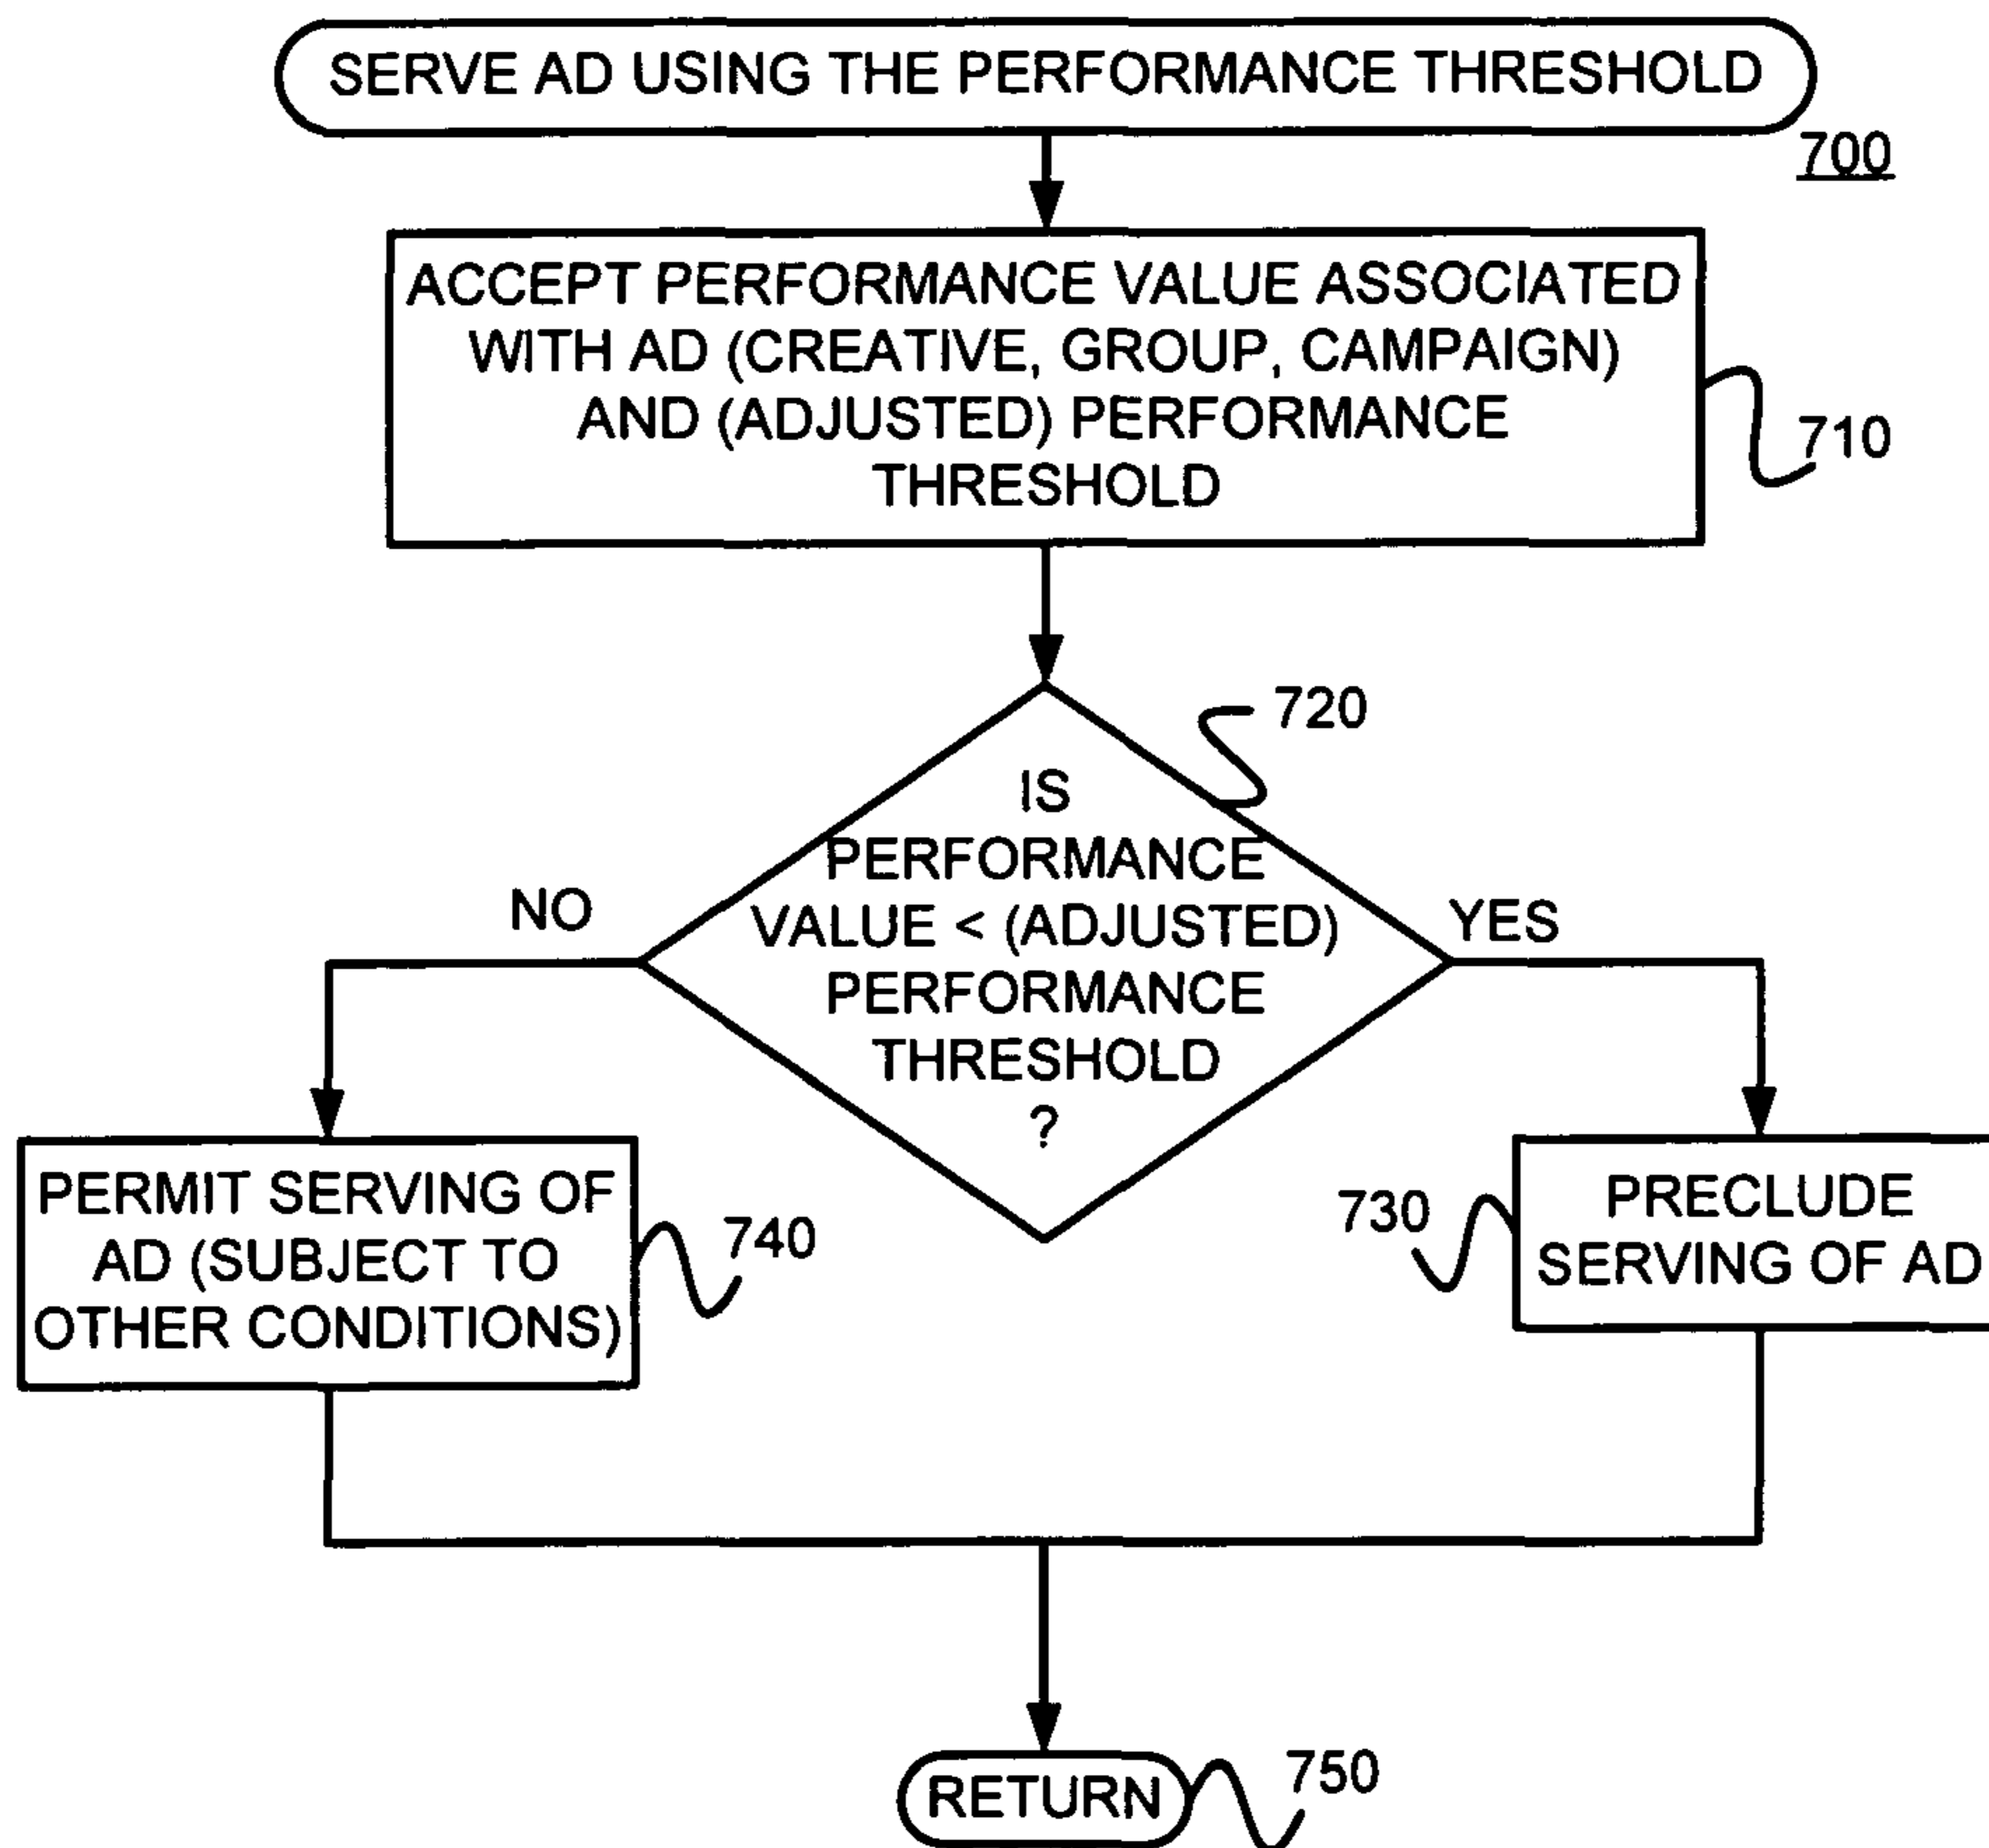 SERVE AD USING THE PERFORMANCE THRESHOLD
700
ACCEPT PERFORMANCE VALUE ASSOCIATED
WITH AD (CREATIVE, GROUP, CAMPAIGN)
AND (ADJUSTED) PERFORMANCE
THRESHOLD
710
720
IS
PERFORMANCE
VALUE < (ADJUSTED)
PERFORMANCE
THRESHOLD
?
NO
YES
PERMIT SERVING OF
AD (SUBJECT TO
OTHER CONDITIONS)
740
730
PRECLUDE
SERVING OF AD
RETURN
750